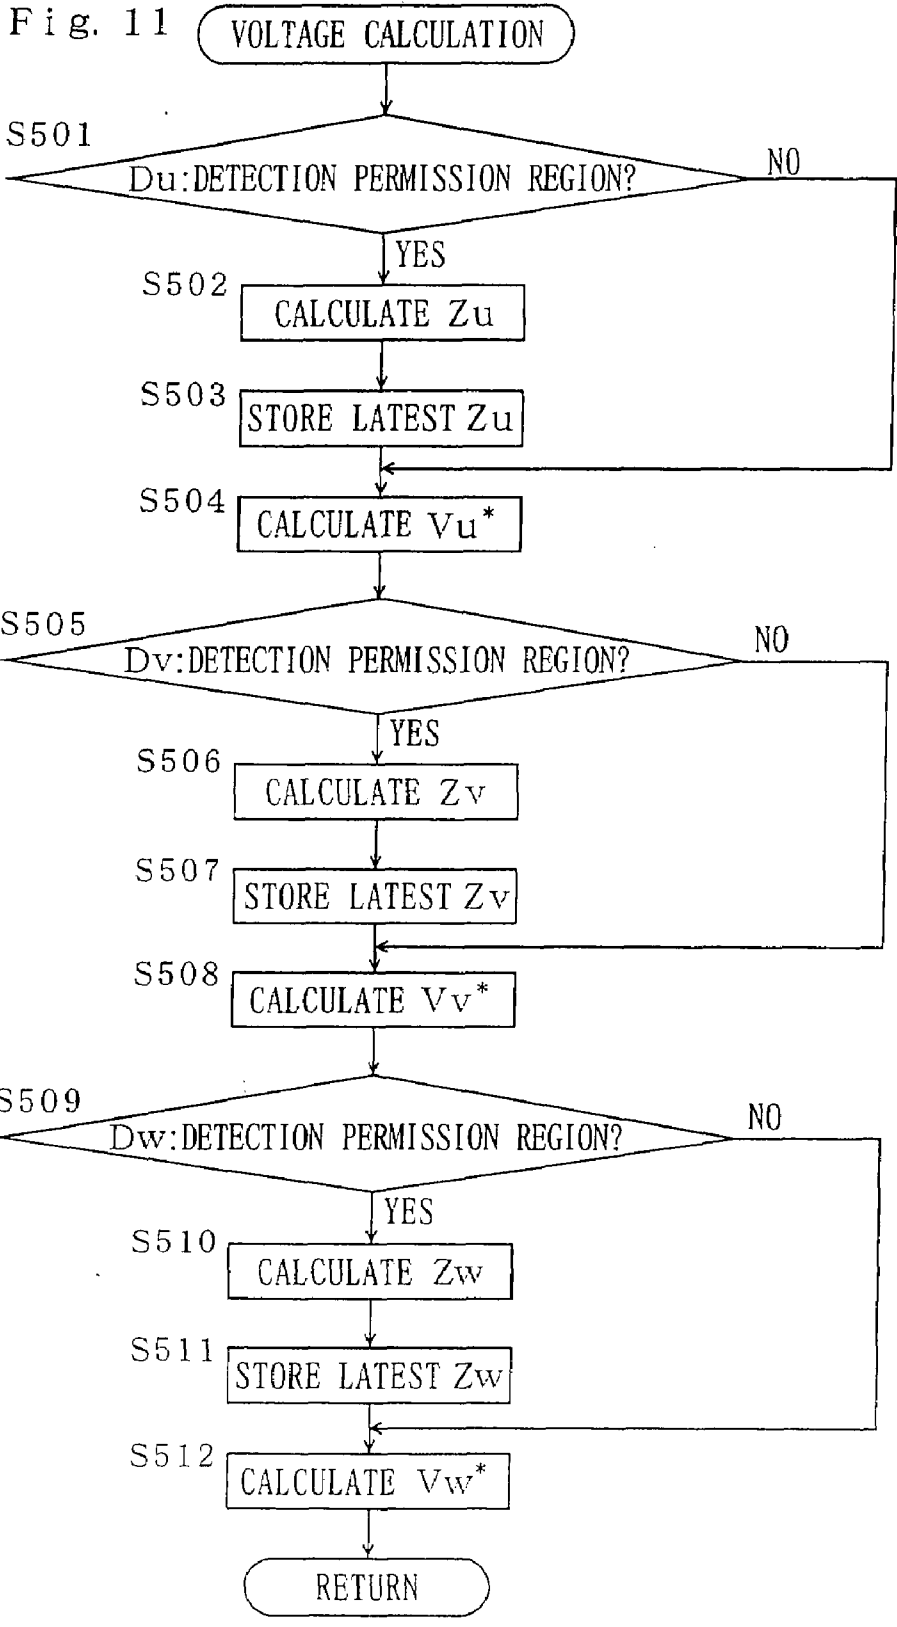 Fig. 11
VOLTAGE CALCULATION
S501
Du:DETECTION PERMISSION REGION?
NO
YES
S502
CALCULATE Zu
S503
STORE LATEST Zu
S504
CALCULATE Vu*
S505
Dv:DETECTION PERMISSION REGION?
NO
YES
S506
CALCULATE Zv
S507
STORE LATEST Zv
S508
CALCULATE Vv*
S509
Dw:DETECTION PERMISSION REGION?
NO
YES
S510
CALCULATE Zw
S511
STORE LATEST Zw
S512
CALCULATE Vw*
RETURN